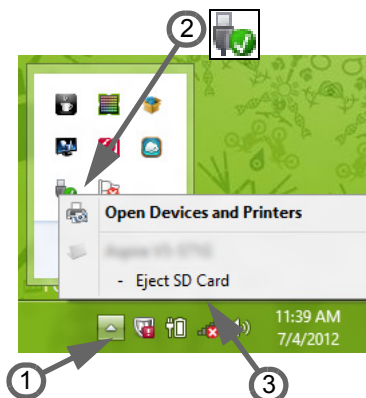 2
Open Devices and Printers
- Eject SD Card
11:39 AM
7/4/2012
1
3